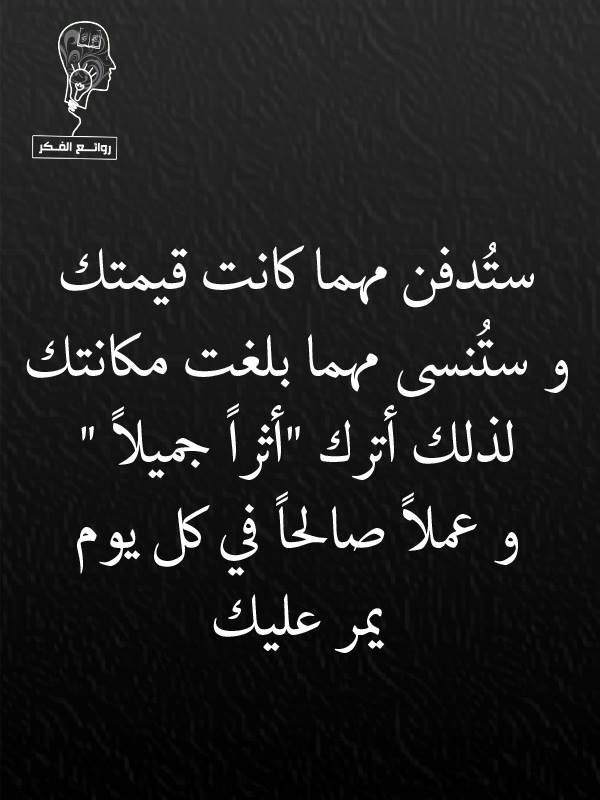 روائع الفكر
ستُدفن مهما كانت قيمتك
و ستُنسى مهما بلغت مكانتك
لذلك أترك "أثراً جميلاً "
و عملاً صالحاً في كل يوم
يمر عليك